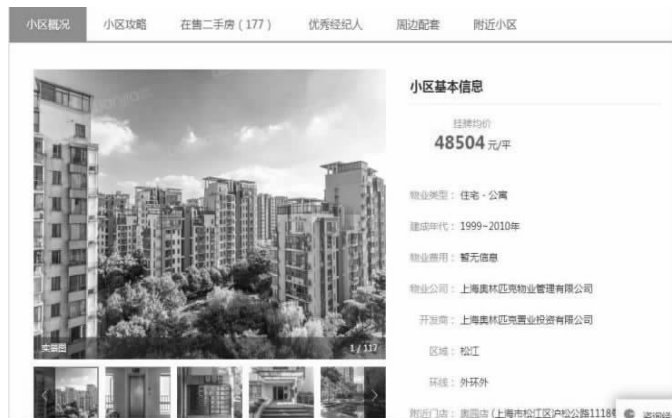 小区概况 小区攻略 在售二手房（177） 优秀经纪人 周边配套 附近小区
小区基本信息
挂牌均价
48504 元/平
物业类型： 住宅 - 公寓
建成年代： 1999~2010年
物业费用： 暂无信息
物业公司： 上海奥林匹克物业管理有限公司
开发商： 上海奥林匹克置业投资有限公司
区域： 松江
环线： 外环外
实景图 1 / 117
附近门店： 奥园店 (上海市松江区沪松公路1118